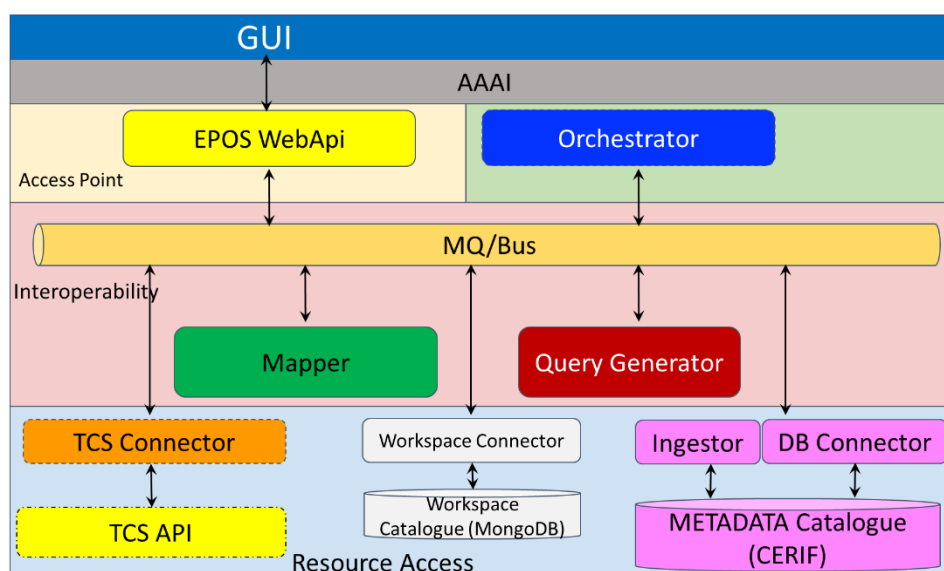 GUI
AAAI
EPOS WebApi
Orchestrator
Access Point
MQ/Bus
Interoperability
Mapper
Query Generator
TCS Connector
Workspace Connector
Ingestor
DB Connector
TCS API
Workspace
Catalogue (MongoDB)
METADATA Catalogue
(CERIF)
Resource Access